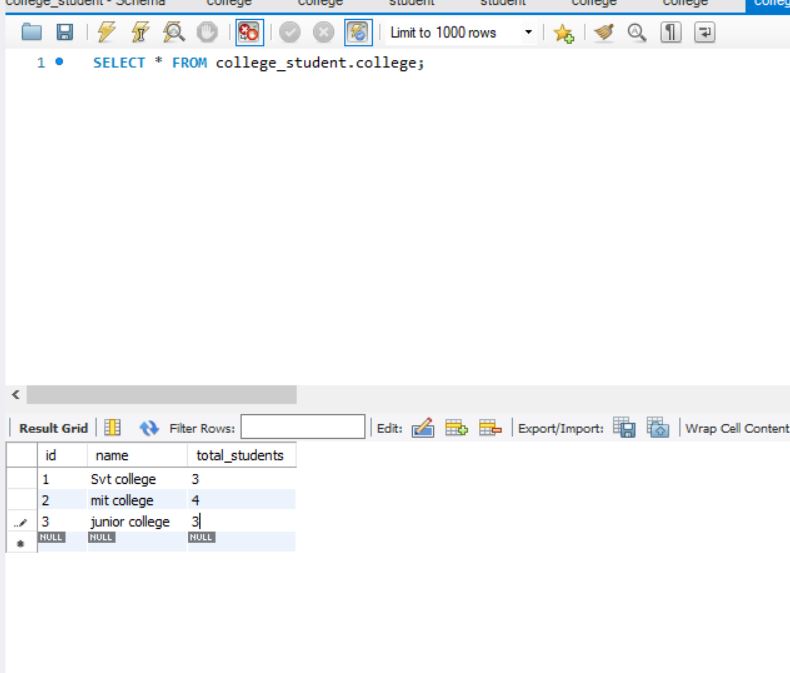 college_student - Schema college college student student college college colleg
Limit to 1000 rows
1 SELECT * FROM college_student.college;
Result Grid Filter Rows: Edit: Export/Import: Wrap Cell Content
id name total_students
1 Svt college 3
2 mit college 4
3 junior college 3
NULL NULL NULL